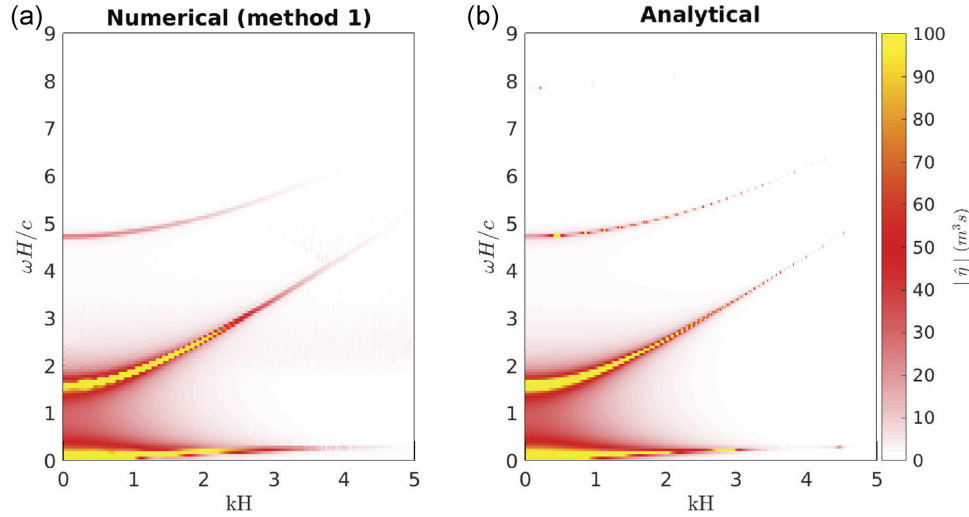 (a)
Numerical (method 1)
9
8
7
6
5
4
3
2
1
0
ωH/c
0 1 2 3 4 5
kH
(b)
Analytical
9
8
7
6
5
4
3
2
1
0
ωH/c
0 1 2 3 4 5
kH
100
90
80
70
60
50
40
30
20
10
0
| η̂ | (m³s)